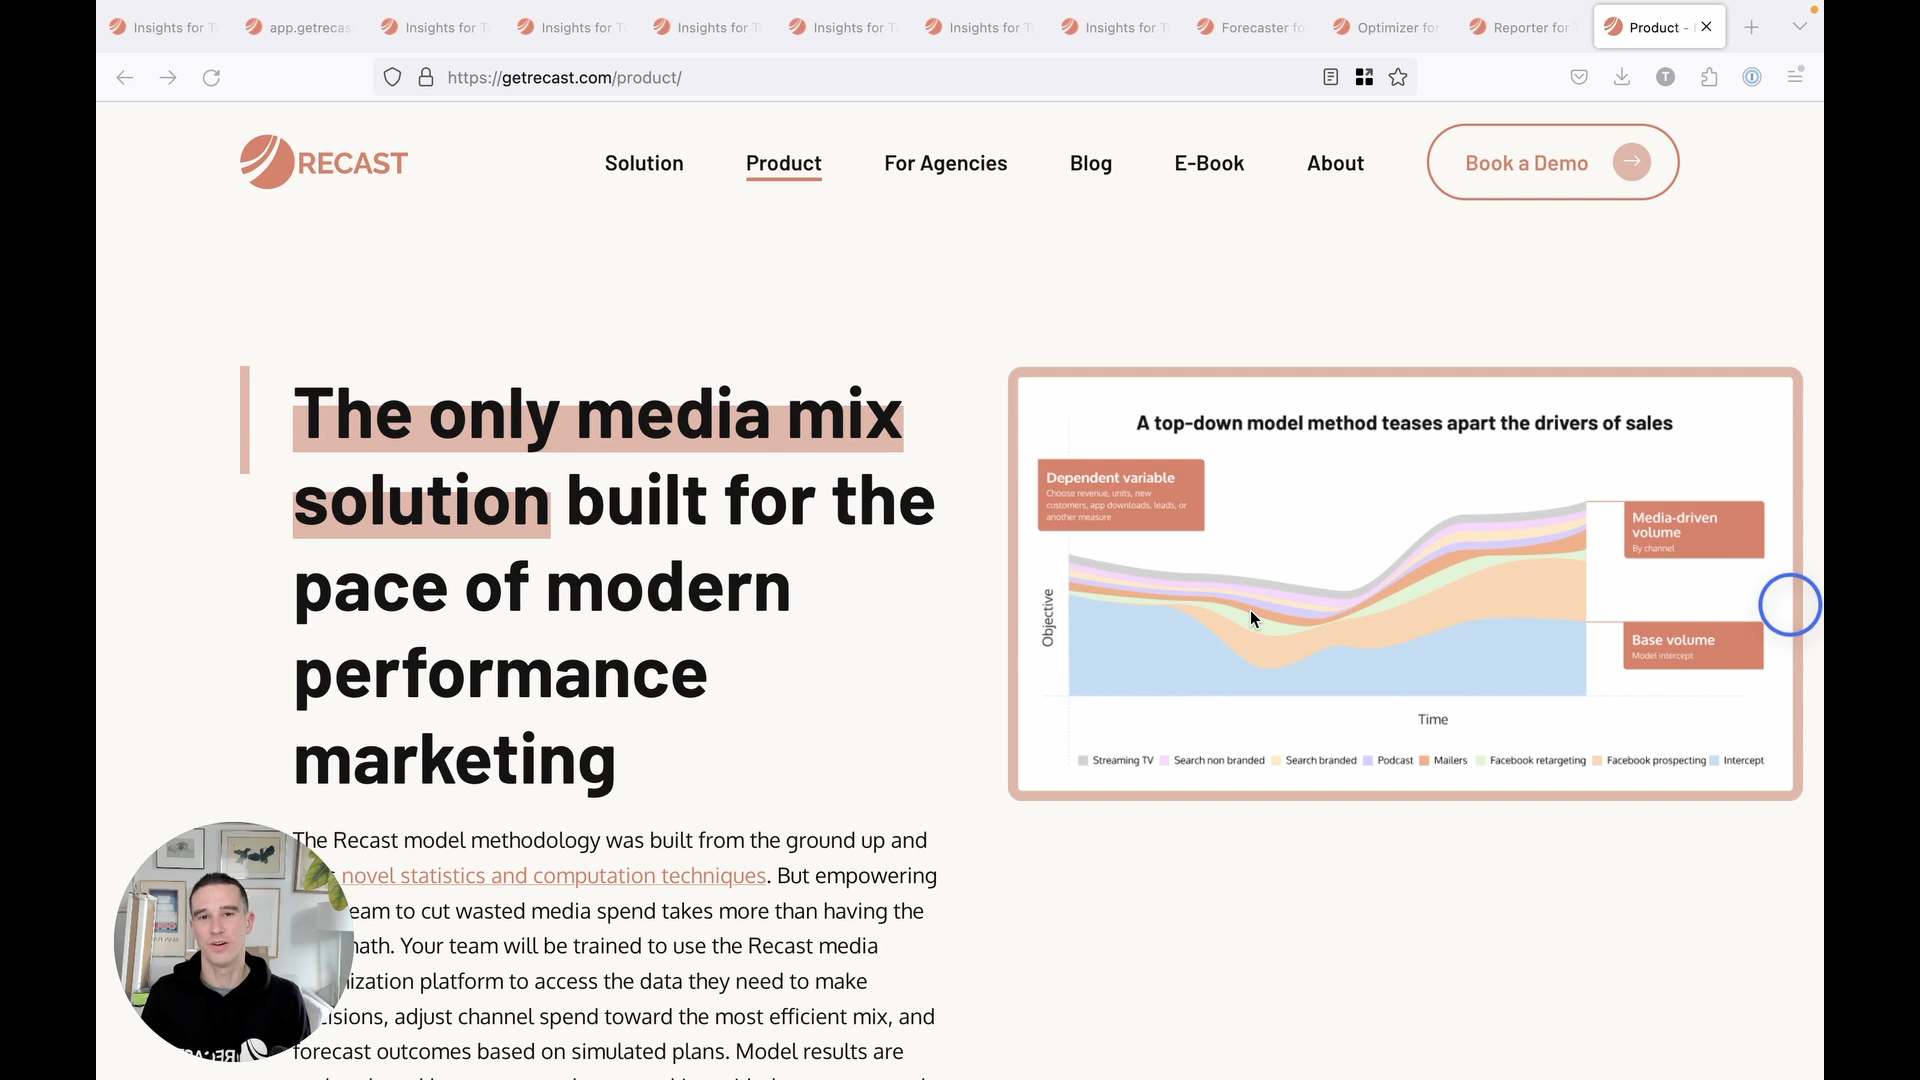 Insights for T
app.getrecas
Insights for T
Insights for T
Insights for T
Insights for T
Insights for T
Insights for T
Forecaster fo
Optimizer for
Reporter for
Product -
https://getrecast.com/product/
RECAST
Solution
Product
For Agencies
Blog
E-Book
About
Book a Demo
The only media mix
solution built for the
pace of modern
performance
marketing
The Recast model methodology was built from the ground up and
novel statistics and computation techniques. But empowering
eam to cut wasted media spend takes more than having the
nath. Your team will be trained to use the Recast media
ization platform to access the data they need to make
isions, adjust channel spend toward the most efficient mix, and
forecast outcomes based on simulated plans. Model results are
A top-down model method teases apart the drivers of sales
Dependent variable
Choose revenue, units, new
customers, app downloads, leads, or
another measure
Media-driven
volume
By channel
Base volume
Model intercept
Objective
Time
Streaming TV
Search non branded
Search branded
Podcast
Mailers
Facebook retargeting
Facebook prospecting
Intercept